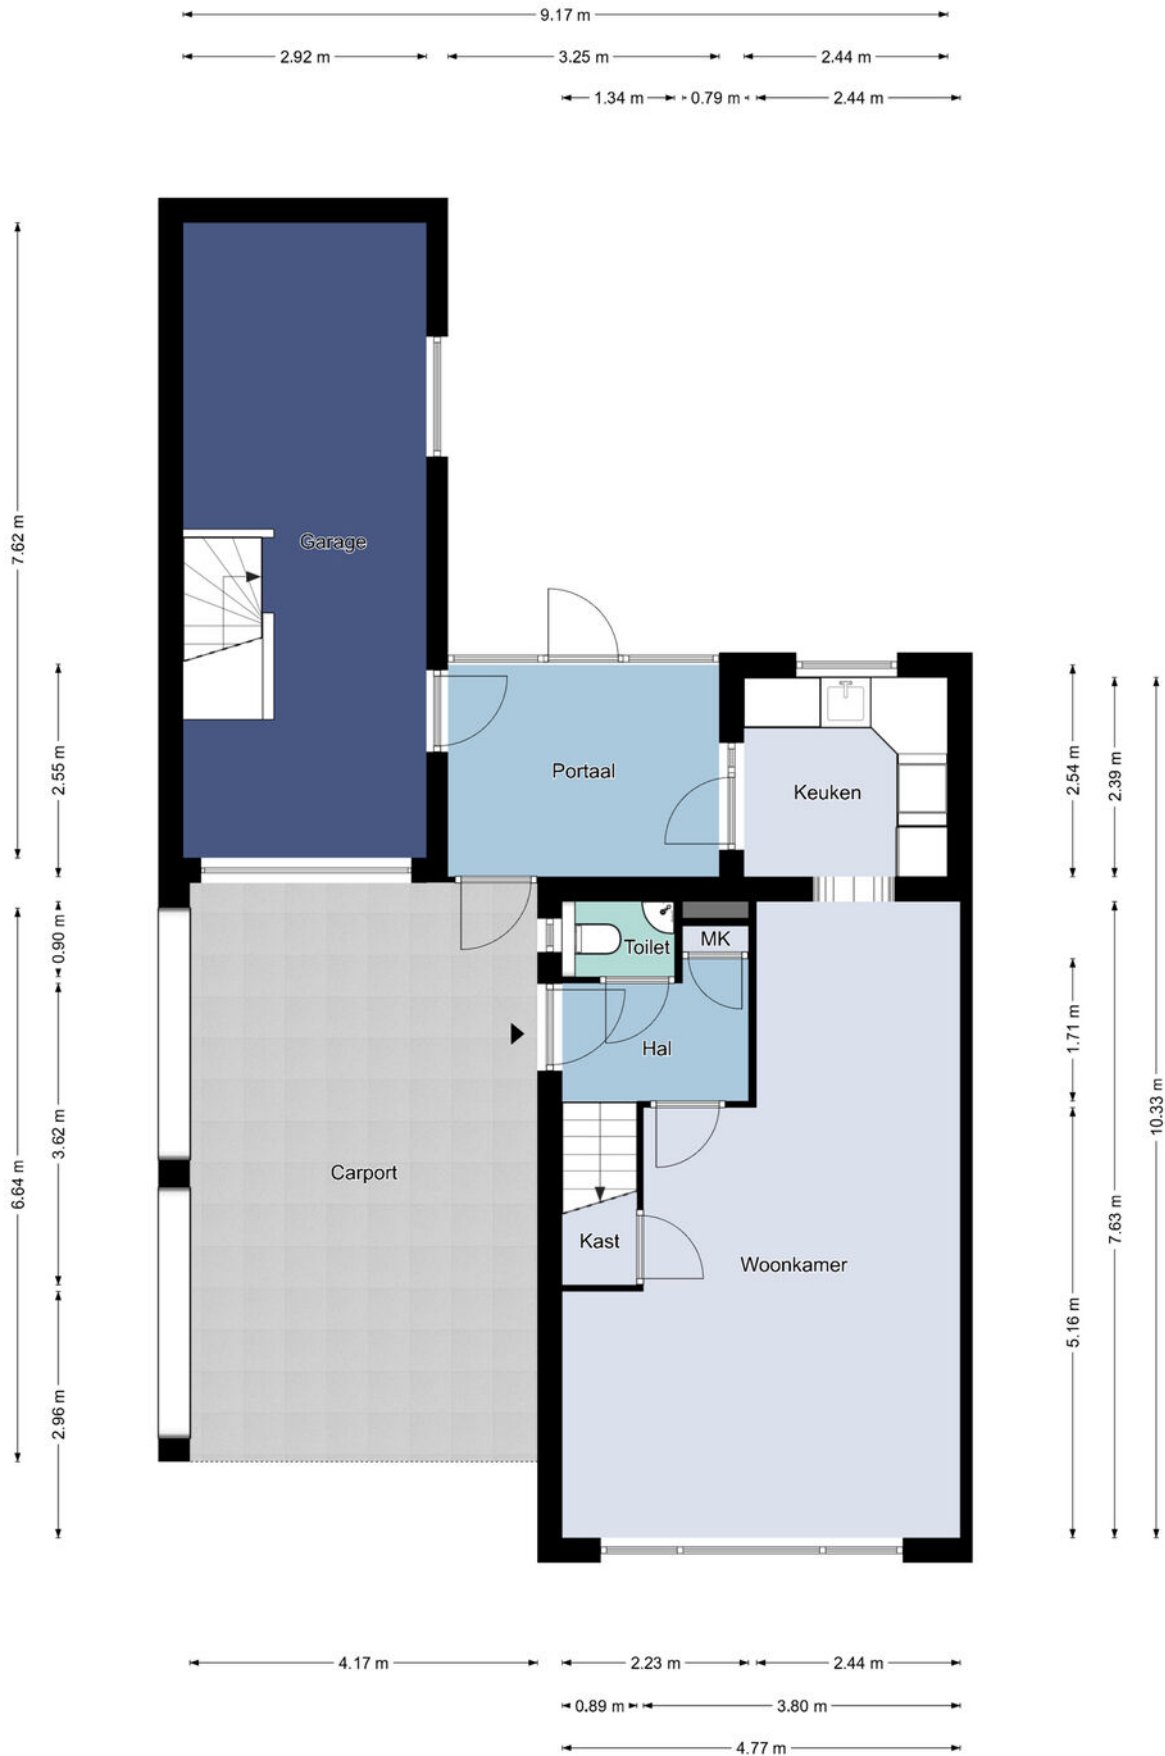 9.17 m
2.92 m
3.25 m
2.44 m
1.34 m
0.79 m
2.44 m
7.62 m
Garage
2.55 m
Portaal
Keuken
2.54 m
2.39 m
0.90 m
Toilet
MK
Hal
1.71 m
10.33 m
3.62 m
6.64 m
Carport
Kast
Woonkamer
7.63 m
5.16 m
2.96 m
4.17 m
2.23 m
2.44 m
0.89 m
3.80 m
4.77 m